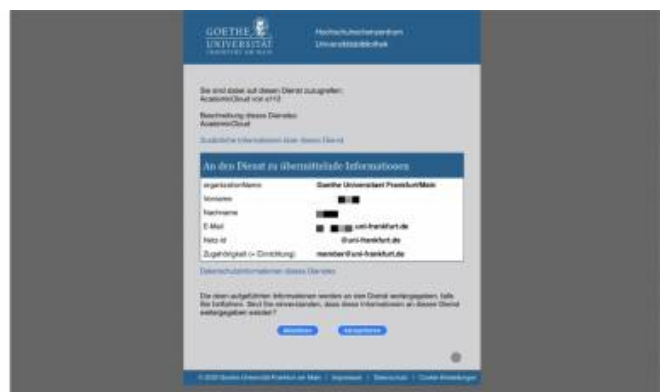 GOETHE
UNIVERSITÄT
FRANKFURT AM MAIN
Hochschulrechenzentrum
Universitätsbibliothek
Sie sind dabei auf diesen Dienst zuzugreifen:
AcademicCloud von
Beschreibung dieses Dienstes:
AcademicCloud
Zusätzliche Informationen über diesen Dienst
An den Dienst zu übermittelnde Informationen
organizationName Goethe Universitaet Frankfurt/Main
Vorname
Nachname
E-Mail uni-frankfurt.de
Netz-Id @uni-frankfurt.de
Zugehörigkeit (+ Einrichtung) member@uni-frankfurt.de
Datenschutzinformationen dieses Dienstes
Die oben aufgeführten Informationen werden an den Dienst weitergegeben, falls
Sie fortfahren. Sind Sie einverstanden, dass diese Informationen an diesen Dienst
weitergegeben werden?
Ablehnen Akzeptieren
Goethe Universität Frankfurt am Main | Impressum | Datenschutz | Cookie-Einstellungen